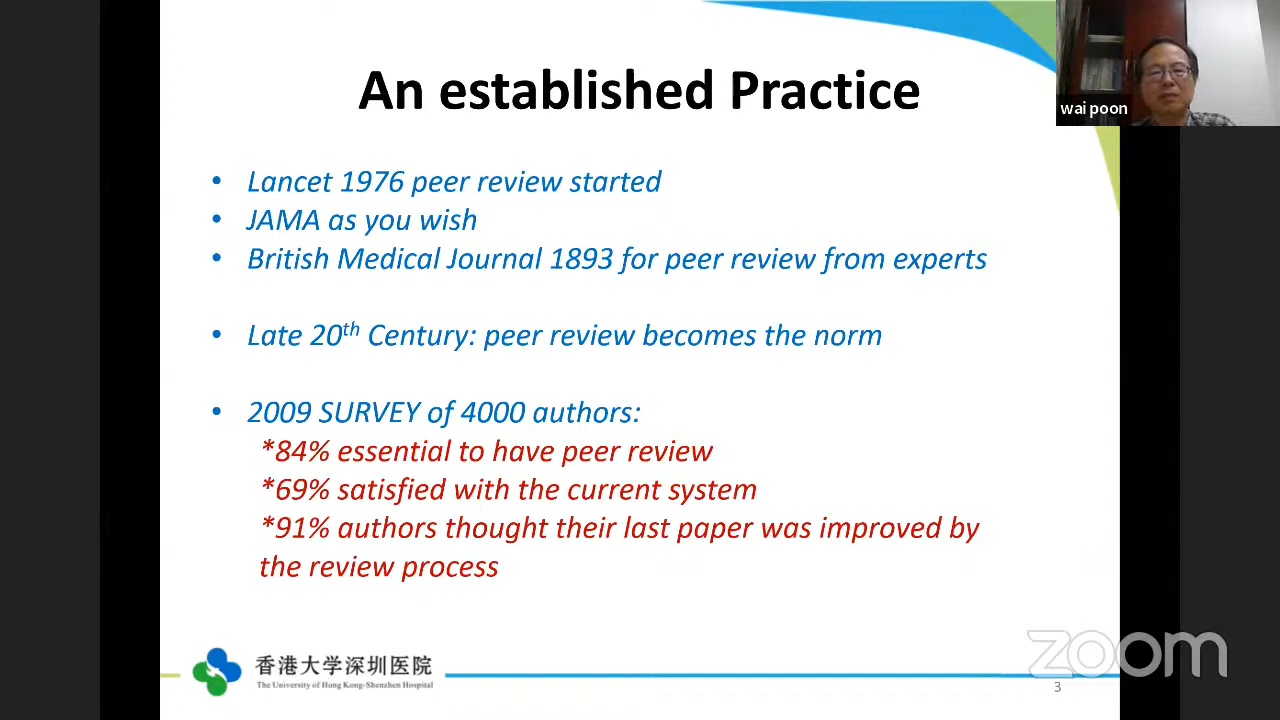 An established Practice
wai poon
• Lancet 1976 peer review started
• JAMA as you wish
• British Medical Journal 1893 for peer review from experts
• Late 20th Century: peer review becomes the norm
• 2009 SURVEY of 4000 authors:
*84% essential to have peer review
*69% satisfied with the current system
*91% authors thought their last paper was improved by
the review process
香港大学深圳医院
The University of Hong Kong-Shenzhen Hospital
zoom
3